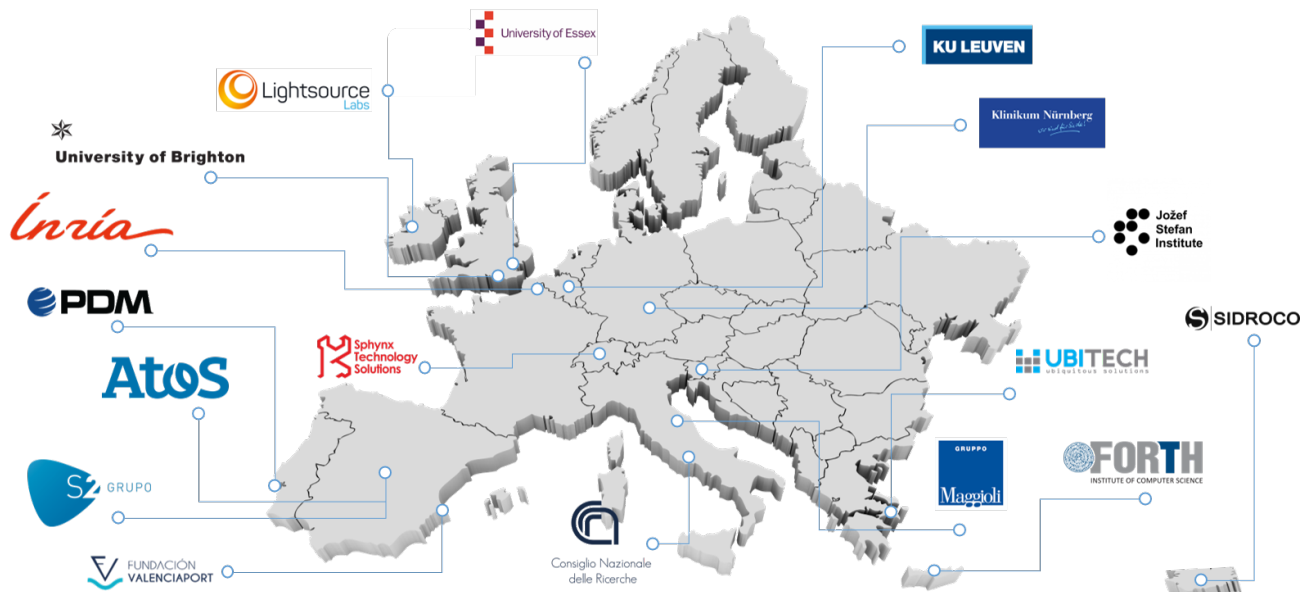 University of Essex
KU LEUVEN
Lightsource
Labs
Klinikum Nürnberg
University of Brighton
Inría
Jožef
Stefan
Institute
PDM
SIDROCO
Sphynx
Technology
Solutions
Atos
UBITECH
ubiquitous solutions
GRUPPO
Maggioli
FORTH
INSTITUTE OF COMPUTER SCIENCE
S2 GRUPO
FUNDACIÓN
VALENCIAPORT
Consiglio Nazionale
delle Ricerche